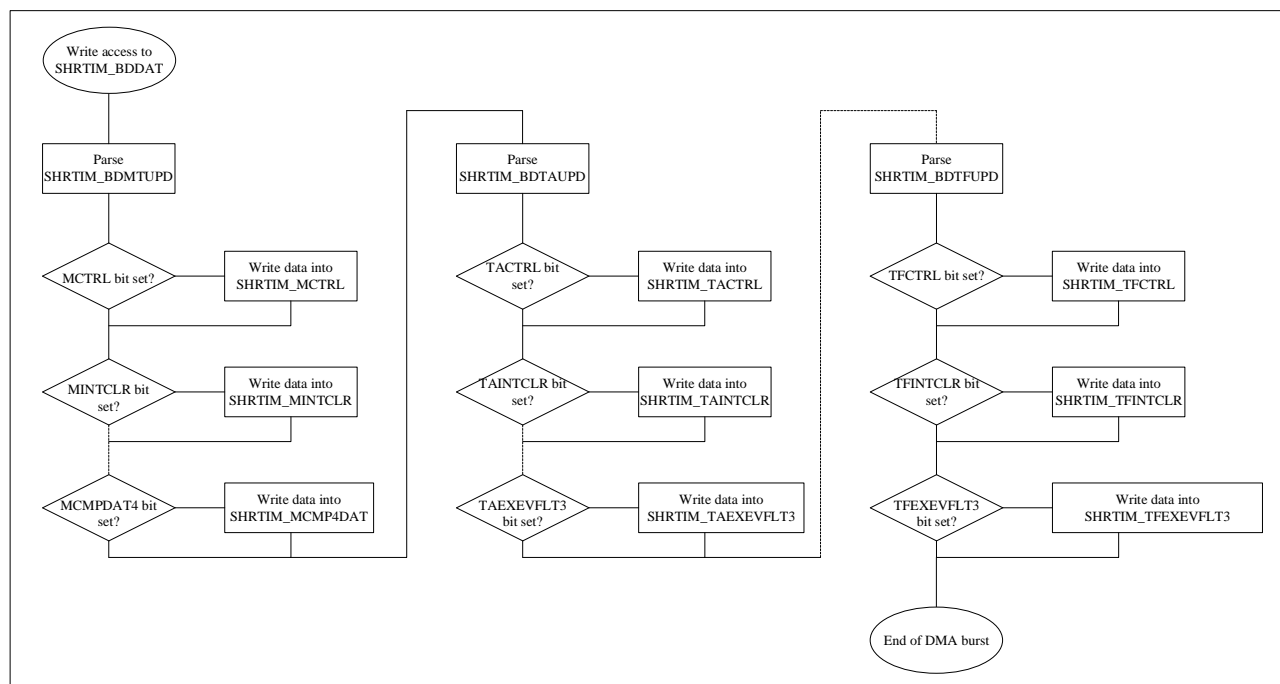 Write access to
SHRTIM_BDDAT
Parse
SHRTIM_BDMTUPD
MCTRL bit set?
Write data into
SHRTIM_MCTRL
MINTCLR bit
set?
Write data into
SHRTIM_MINTCLR
MCMPDAT4 bit
set?
Write data into
SHRTIM_MCMP4DAT
Parse
SHRTIM_BDTAUPD
TACTRL bit
set?
Write data into
SHRTIM_TACTRL
TAINTCLR bit
set?
Write data into
SHRTIM_TAINTCLR
TAEXEVFLT3
bit set?
Write data into
SHRTIM_TAEXEVFLT3
Parse
SHRTIM_BDTFUPD
TFCTRL bit set?
Write data into
SHRTIM_TFCTRL
TFINTCLR bit
set?
Write data into
SHRTIM_TFINTCLR
TFEXEVFLT3
bit set?
Write data into
SHRTIM_TFEXEVFLT3
End of DMA burst